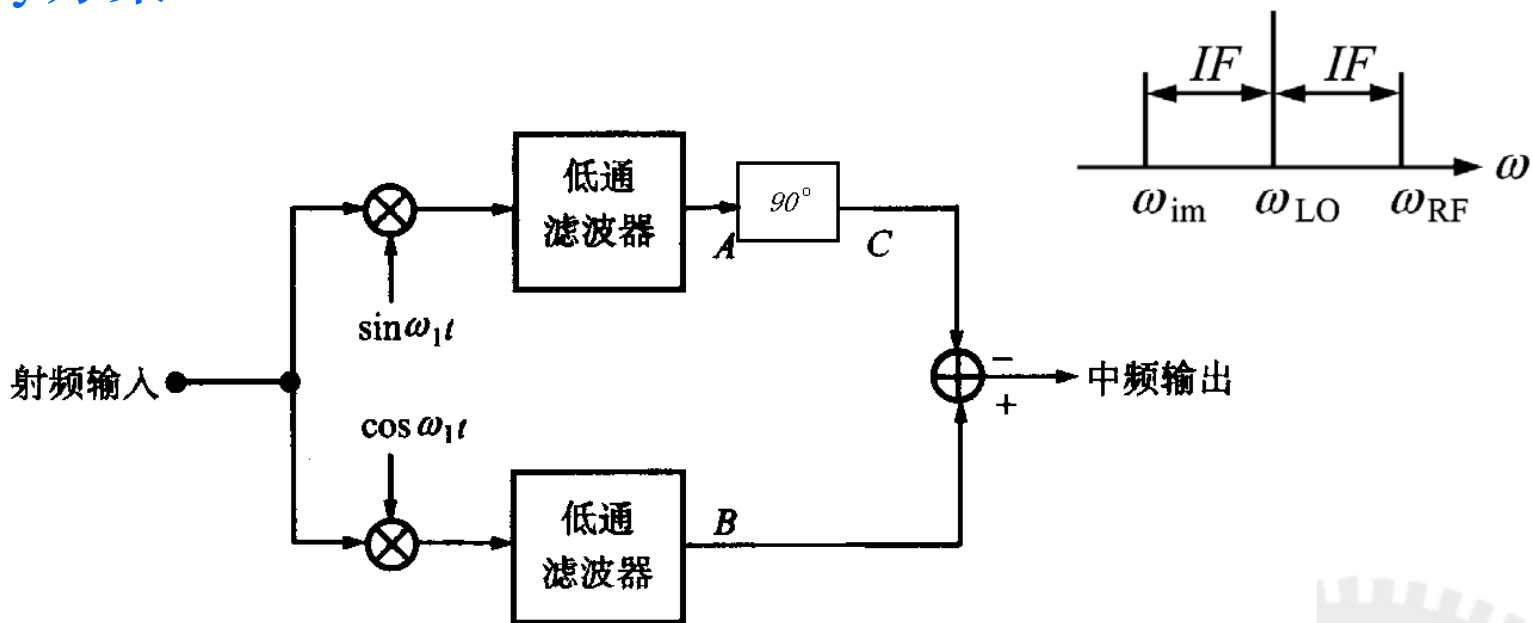 IF IF
ω
ω_im ω_LO ω_RF
低通
滤波器
90°
A
C
sinω₁t
射频输入
−
中频输出
+
cosω₁t
低通
滤波器
B